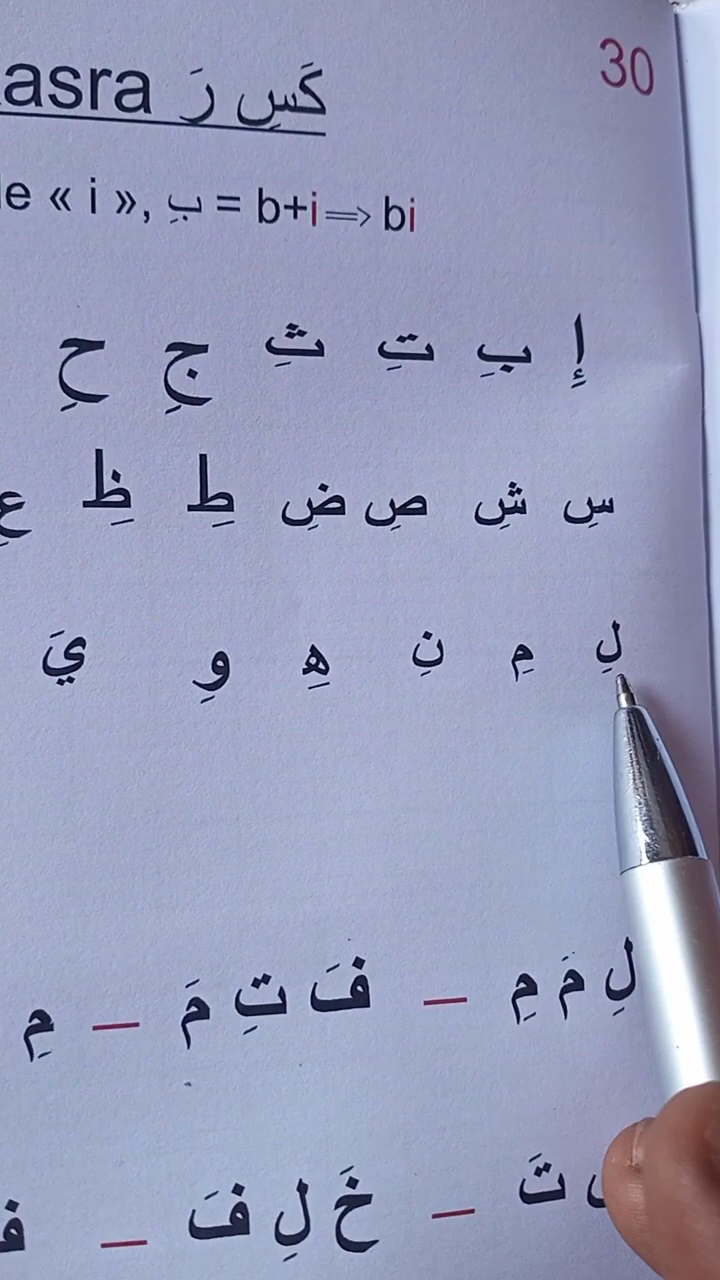 30
asra كَسِرَ
e « i », بِ = b+i⟹ bi
إِ بِ تِ ثِ جِ حِ
سِ شِ صِ ضِ طِ ظِ عِ
لِ مِ نِ هِ وِ يَ
لِ مَ مِ – فَ تِ مَ – مِ
تَ – خَ لِ فَ –